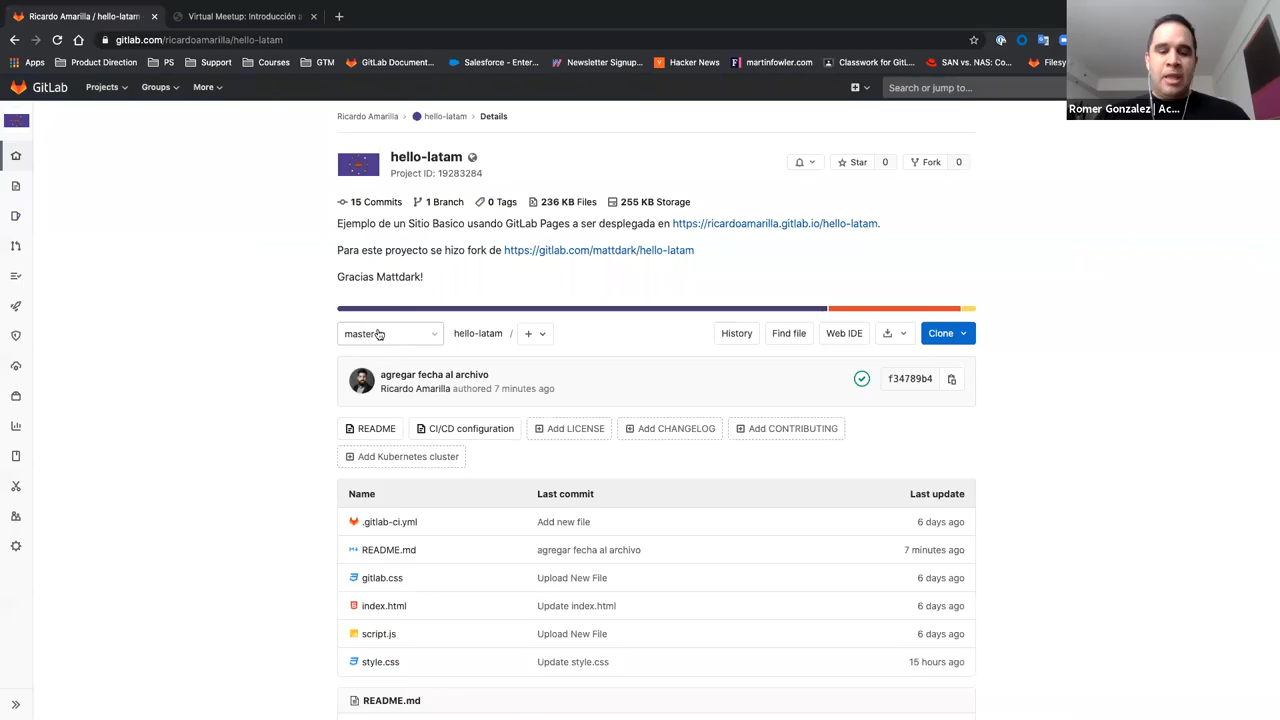 Ricardo Amarilla / hello-latam
Virtual Meetup: Introducción a
gitlab.com/ricardoamarilla/hello-latam
Apps
Product Direction
PS
Support
Courses
GTM
GitLab Document...
Salesforce - Enter...
Newsletter Signup...
Hacker News
martinfowler.com
Classwork for GitL...
SAN vs. NAS: Co...
Filesy
GitLab
Projects
Groups
More
Search or jump to...
Romer Gonzalez | Ac...
Ricardo Amarilla > hello-latam > Details
hello-latam
Project ID: 19283284
Star 0
Fork 0
15 Commits
1 Branch
0 Tags
236 KB Files
255 KB Storage
Ejemplo de un Sitio Basico usando GitLab Pages a ser desplegada en https://ricardoamarilla.gitlab.io/hello-latam.
Para este proyecto se hizo fork de https://gitlab.com/mattdark/hello-latam
Gracias Mattdark!
master
hello-latam /
History
Find file
Web IDE
Clone
agregar fecha al archivo
Ricardo Amarilla authored 7 minutes ago
f34789b4
README
CI/CD configuration
Add LICENSE
Add CHANGELOG
Add CONTRIBUTING
Add Kubernetes cluster
Name Last commit Last update
.gitlab-ci.yml Add new file 6 days ago
README.md agregar fecha al archivo 7 minutes ago
gitlab.css Upload New File 6 days ago
index.html Update index.html 6 days ago
script.js Upload New File 6 days ago
style.css Update style.css 15 hours ago
README.md